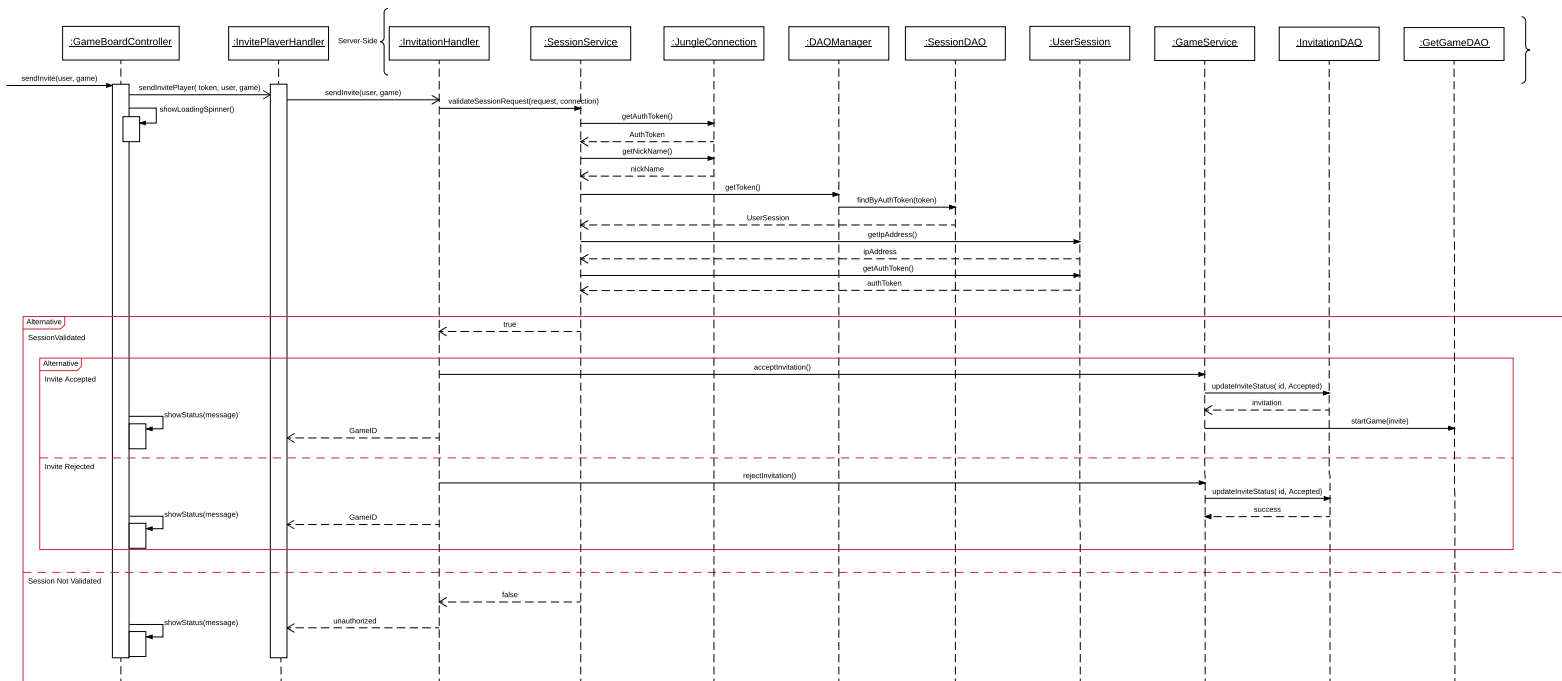 :GameBoardController
:InvitePlayerHandler
Server-Side
:InvitationHandler
:SessionService
:JungleConnection
:DAOManager
:SessionDAO
:UserSession
:GameService
:InvitationDAO
:GetGameDAO
sendInvite(user, game)
sendInvitePlayer( token, user, game)
sendInvite(user, game)
validateSessionRequest(request, connection)
showLoadingSpinner()
getAuthToken()
AuthToken
getNickName()
nickName
getToken()
findByAuthToken(token)
UserSession
getIpAddress()
ipAddress
getAuthToken()
authToken
Alternative
true
SessionValidated
Alternative
acceptInvitation()
Invite Accepted
updateInviteStatus( id, Accepted)
invitation
showStatus(message)
startGame(invite)
GameID
Invite Rejected
rejectInvitation()
updateInviteStatus( id, Accepted)
success
showStatus(message)
GameID
Session Not Validated
false
showStatus(message)
unauthorized